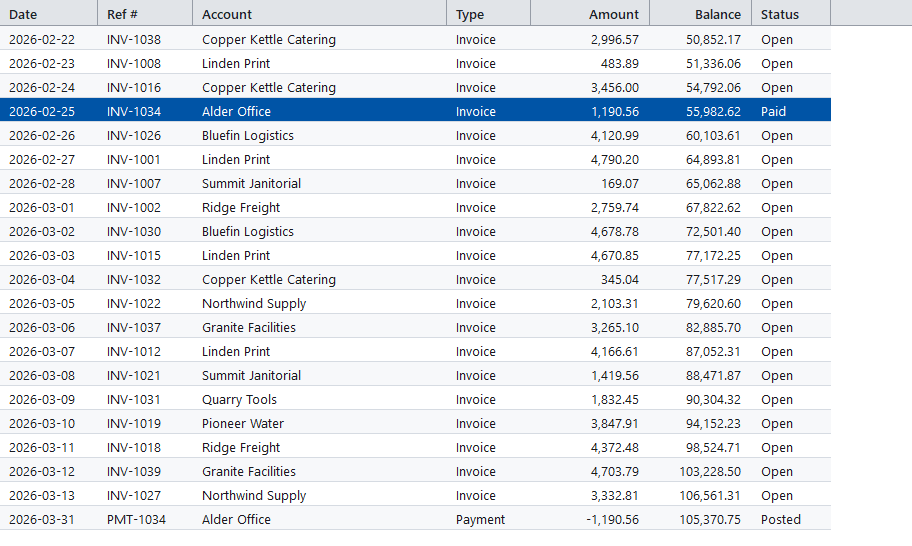 Date Ref # Account Type Amount Balance Status
2026-02-22 INV-1038 Copper Kettle Catering Invoice 2,996.57 50,852.17 Open
2026-02-23 INV-1008 Linden Print Invoice 483.89 51,336.06 Open
2026-02-24 INV-1016 Copper Kettle Catering Invoice 3,456.00 54,792.06 Open
2026-02-25 INV-1034 Alder Office Invoice 1,190.56 55,982.62 Paid
2026-02-26 INV-1026 Bluefin Logistics Invoice 4,120.99 60,103.61 Open
2026-02-27 INV-1001 Linden Print Invoice 4,790.20 64,893.81 Open
2026-02-28 INV-1007 Summit Janitorial Invoice 169.07 65,062.88 Open
2026-03-01 INV-1002 Ridge Freight Invoice 2,759.74 67,822.62 Open
2026-03-02 INV-1030 Bluefin Logistics Invoice 4,678.78 72,501.40 Open
2026-03-03 INV-1015 Linden Print Invoice 4,670.85 77,172.25 Open
2026-03-04 INV-1032 Copper Kettle Catering Invoice 345.04 77,517.29 Open
2026-03-05 INV-1022 Northwind Supply Invoice 2,103.31 79,620.60 Open
2026-03-06 INV-1037 Granite Facilities Invoice 3,265.10 82,885.70 Open
2026-03-07 INV-1012 Linden Print Invoice 4,166.61 87,052.31 Open
2026-03-08 INV-1021 Summit Janitorial Invoice 1,419.56 88,471.87 Open
2026-03-09 INV-1031 Quarry Tools Invoice 1,832.45 90,304.32 Open
2026-03-10 INV-1019 Pioneer Water Invoice 3,847.91 94,152.23 Open
2026-03-11 INV-1018 Ridge Freight Invoice 4,372.48 98,524.71 Open
2026-03-12 INV-1039 Granite Facilities Invoice 4,703.79 103,228.50 Open
2026-03-13 INV-1027 Northwind Supply Invoice 3,332.81 106,561.31 Open
2026-03-31 PMT-1034 Alder Office Payment -1,190.56 105,370.75 Posted